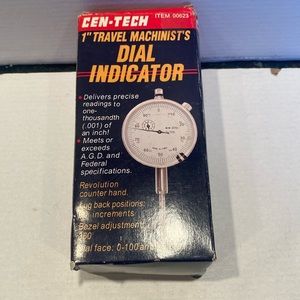 CEN-TECH ITEM 00623
1" TRAVEL MACHINIST'S
DIAL
INDICATOR
• Delivers precise
readings to
one-
thousandth
(.001) of
an inch!
• Meets or
exceeds
A.G.D. and
Federal
specifications.
Revolution
counter hand.
back positions:
increments
Bezel adjustment
360
face: 0-100